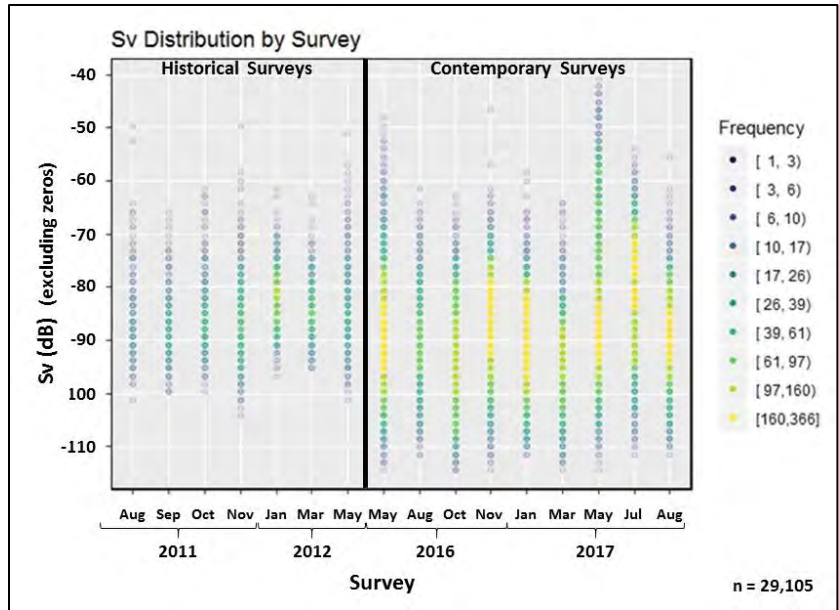 Sv Distribution by Survey
Historical Surveys Contemporary Surveys
Sv (dB) (excluding zeros)
-40
-50
-60
-70
-80
-90
100
-110
Aug Sep Oct Nov Jan Mar May May Aug Oct Nov Jan Mar May Jul Aug
2011 2012 2016 2017
Survey
Frequency
[ 1, 3)
[ 3, 6)
[ 6, 10)
[ 10, 17)
[ 17, 26)
[ 26, 39)
[ 39, 61)
[ 61, 97)
[ 97,160)
[160,366]
n = 29,105